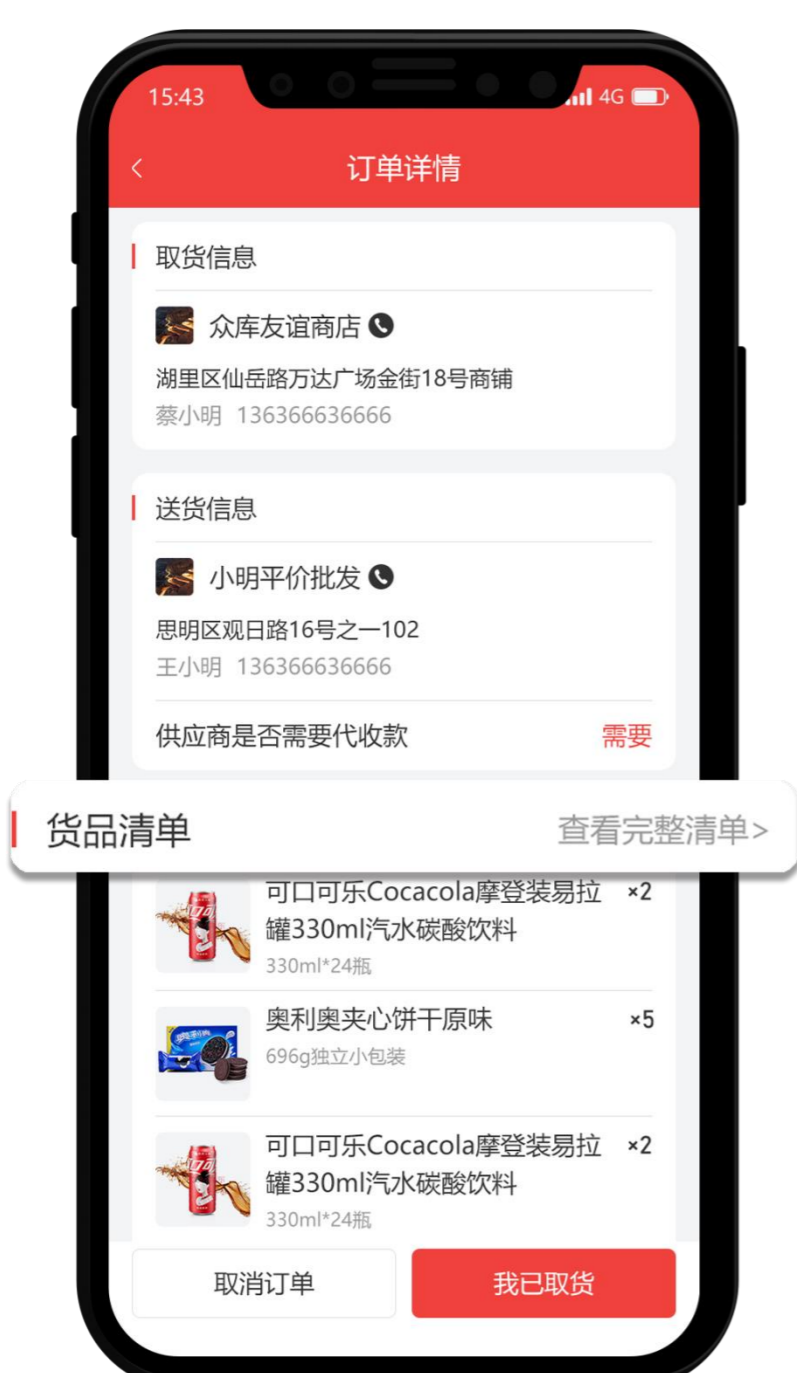 15:43 4G
< 订单详情
取货信息
众库友谊商店
湖里区仙岳路万达广场金街18号商铺
蔡小明 136366636666
送货信息
小明平价批发
思明区观日路16号之一102
王小明 136366636666
供应商是否需要代收款 需要
货品清单 查看完整清单>
可口可乐Cocacola摩登装易拉 ×2
罐330ml汽水碳酸饮料
330ml*24瓶
奥利奥夹心饼干原味 ×5
696g独立小包装
可口可乐Cocacola摩登装易拉 ×2
罐330ml汽水碳酸饮料
330ml*24瓶
取消订单 我已取货